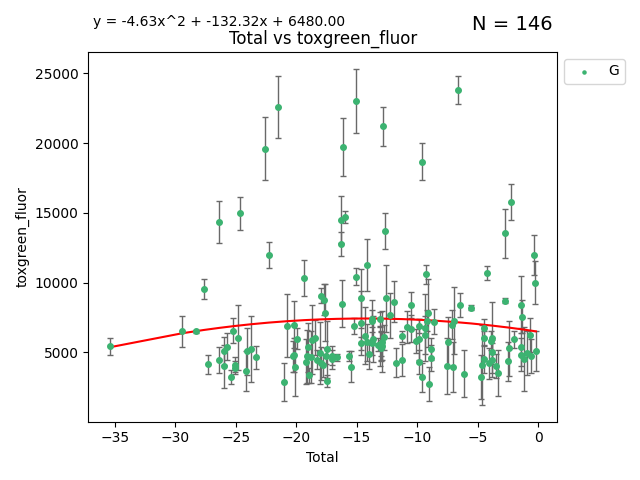 y = -4.63x^2 + -132.32x + 6480.00
N = 146
Total vs toxgreen_fluor
G
toxgreen_fluor
25000
20000
15000
10000
5000
−35 −30 −25 −20 −15 −10 −5 0
Total